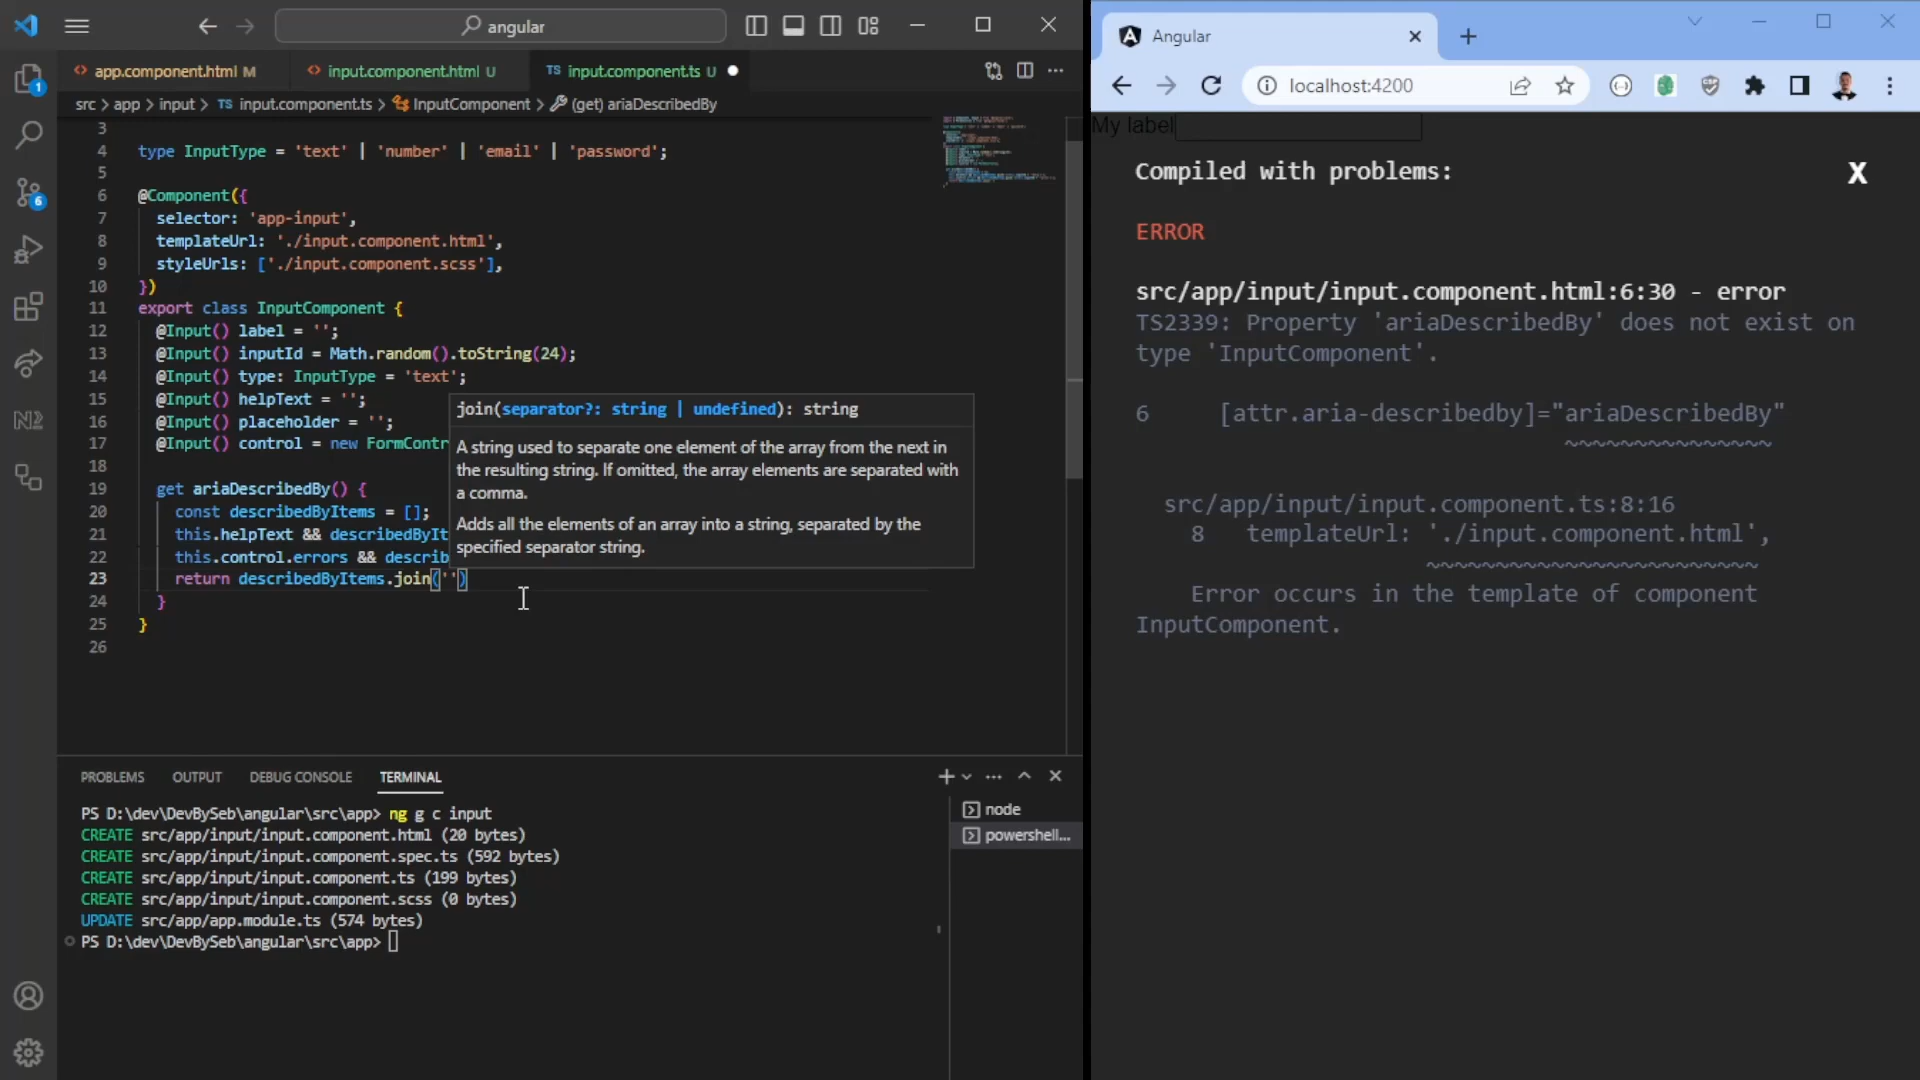 angular
app.component.html M
input.component.html U
TS input.component.ts U
src > app > input > TS input.component.ts > InputComponent > (get) ariaDescribedBy
3
4 type InputType = 'text' | 'number' | 'email' | 'password';
5
6 @Component({
7 selector: 'app-input',
8 templateUrl: './input.component.html',
9 styleUrls: ['./input.component.scss'],
10 })
11 export class InputComponent {
12 @Input() label = '';
13 @Input() inputId = Math.random().toString(24);
14 @Input() type: InputType = 'text';
15 @Input() helpText = '';
16 @Input() placeholder = '';
17 @Input() control = new FormContr
18
19 get ariaDescribedBy() {
20 const describedByItems = [];
21 this.helpText && describedByIt
22 this.control.errors && describ
23 return describedByItems.join('')
24 }
25 }
26
join(separator?: string | undefined): string
A string used to separate one element of the array from the next in
the resulting string. If omitted, the array elements are separated with
a comma.
Adds all the elements of an array into a string, separated by the
specified separator string.
1
6
PROBLEMS OUTPUT DEBUG CONSOLE TERMINAL
PS D:\dev\DevBySeb\angular\src\app> ng g c input
CREATE src/app/input/input.component.html (20 bytes)
CREATE src/app/input/input.component.spec.ts (592 bytes)
CREATE src/app/input/input.component.ts (199 bytes)
CREATE src/app/input/input.component.scss (0 bytes)
UPDATE src/app/app.module.ts (574 bytes)
PS D:\dev\DevBySeb\angular\src\app>
node
powershell...
Angular
localhost:4200
My label
Compiled with problems:
X
ERROR
src/app/input/input.component.html:6:30 - error
TS2339: Property 'ariaDescribedBy' does not exist on
type 'InputComponent'.
6 [attr.aria-describedby]="ariaDescribedBy"
~~~~~~~~~~~~~~~
src/app/input/input.component.ts:8:16
8 templateUrl: './input.component.html',
~~~~~~~~~~~~~~~~~~~~~~~~
Error occurs in the template of component
InputComponent.